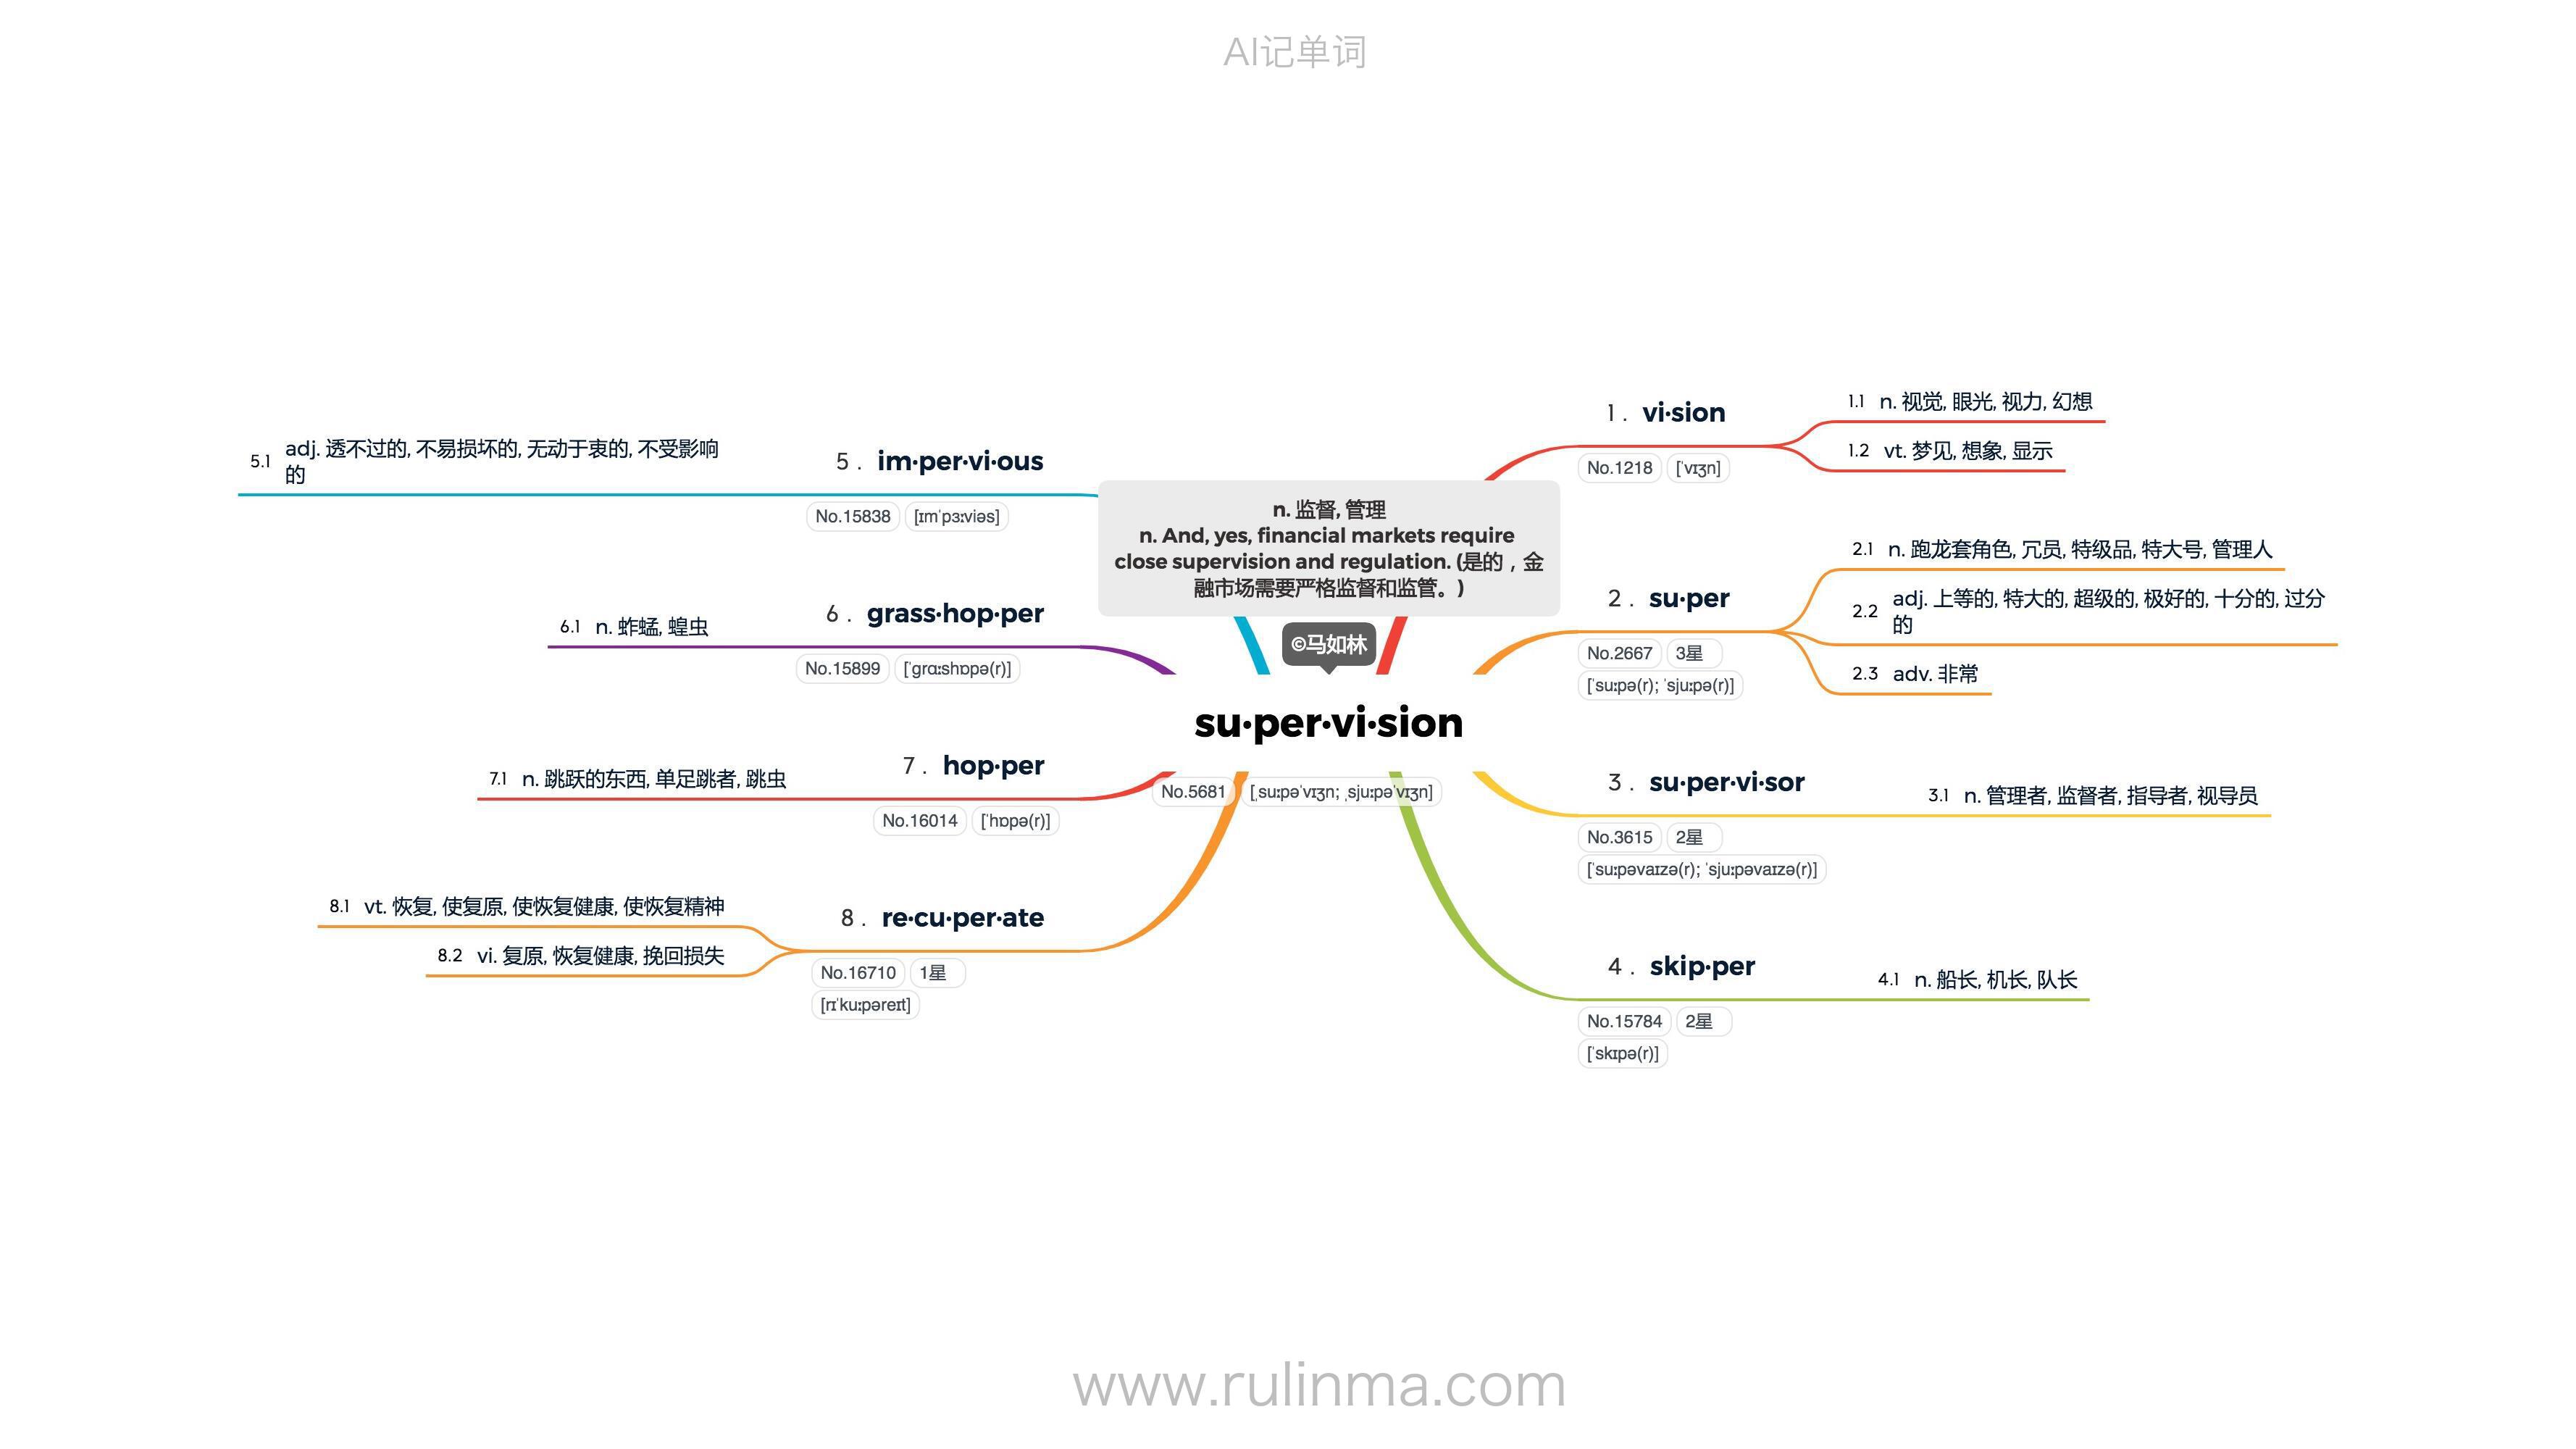 AI记单词
n. 监督, 管理
n. And, yes, financial markets require
close supervision and regulation. (是的，金
融市场需要严格监督和监管。)
©马如林
su·per·vi·sion
No.5681 [ˌsuːpəˈvɪʒn; ˌsjuːpəˈvɪʒn]
1 . vi·sion
No.1218 [ˈvɪʒn]
1.1 n. 视觉, 眼光, 视力, 幻想
1.2 vt. 梦见, 想象, 显示
2 . su·per
No.2667 3星
[ˈsuːpə(r); ˈsjuːpə(r)]
2.1 n. 跑龙套角色, 冗员, 特级品, 特大号, 管理人
2.2 adj. 上等的, 特大的, 超级的, 极好的, 十分的, 过分
的
2.3 adv. 非常
3 . su·per·vi·sor
No.3615 2星
[ˈsuːpəvaɪzə(r); ˈsjuːpəvaɪzə(r)]
3.1 n. 管理者, 监督者, 指导者, 视导员
4 . skip·per
No.15784 2星
[ˈskɪpə(r)]
4.1 n. 船长, 机长, 队长
5 . im·per·vi·ous
No.15838 [ɪmˈpɜːviəs]
5.1 adj. 透不过的, 不易损坏的, 无动于衷的, 不受影响
的
6 . grass·hop·per
No.15899 [ˈɡrɑːshɒpə(r)]
6.1 n. 蚱蜢, 蝗虫
7 . hop·per
No.16014 [ˈhɒpə(r)]
7.1 n. 跳跃的东西, 单足跳者, 跳虫
8 . re·cu·per·ate
No.16710 1星
[rɪˈkuːpəreɪt]
8.1 vt. 恢复, 使复原, 使恢复健康, 使恢复精神
8.2 vi. 复原, 恢复健康, 挽回损失
www.rulinma.com